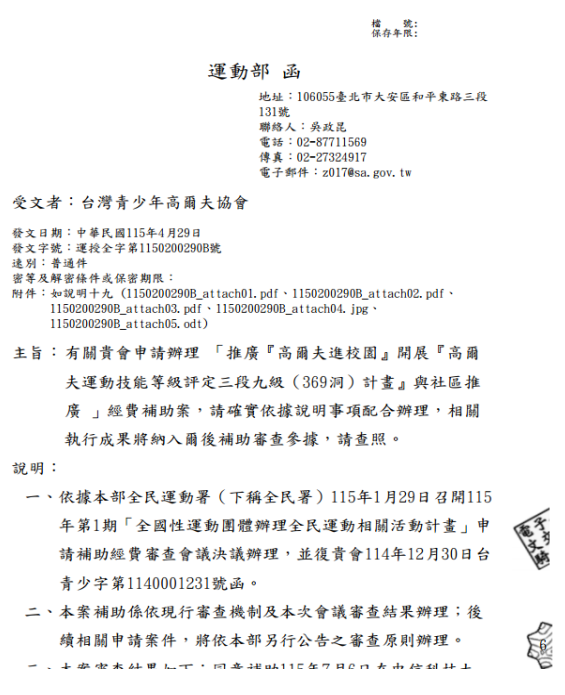 檔　　號:
保存年限:
運動部 函
地址：106055臺北市大安區和平東路三段
131號
聯絡人：吳政昆
電話：02-87711569
傳真：02-27324917
電子郵件：z017@sa.gov.tw
受文者：台灣青少年高爾夫協會
發文日期：中華民國115年4月29日
發文字號：運授全字第1150200290B號
速別：普通件
密等及解密條件或保密期限：
附件：如說明十九 (1150200290B_attach01.pdf、1150200290B_attach02.pdf、
1150200290B_attach03.pdf、1150200290B_attach04.jpg、
1150200290B_attach05.odt)
主旨：有關貴會申請辦理 「推廣『高爾夫進校園』開展『高爾
夫運動技能等級評定三段九級（369洞）計畫』與社區推
廣 」經費補助案，請確實依據說明事項配合辦理，相關
執行成果將納入爾後補助審查參據，請查照。
說明：
一、依據本部全民運動署（下稱全民署）115年1月29日召開115
年第1期「全國性運動團體辦理全民運動相關活動計畫」申
請補助經費審查會議決議辦理，並復貴會114年12月30日台
青少字第1140001231號函。
二、本案補助係依現行審查機制及本次會議審查結果辦理；後
續相關申請案件，將依本部另行公告之審查原則辦理。
6